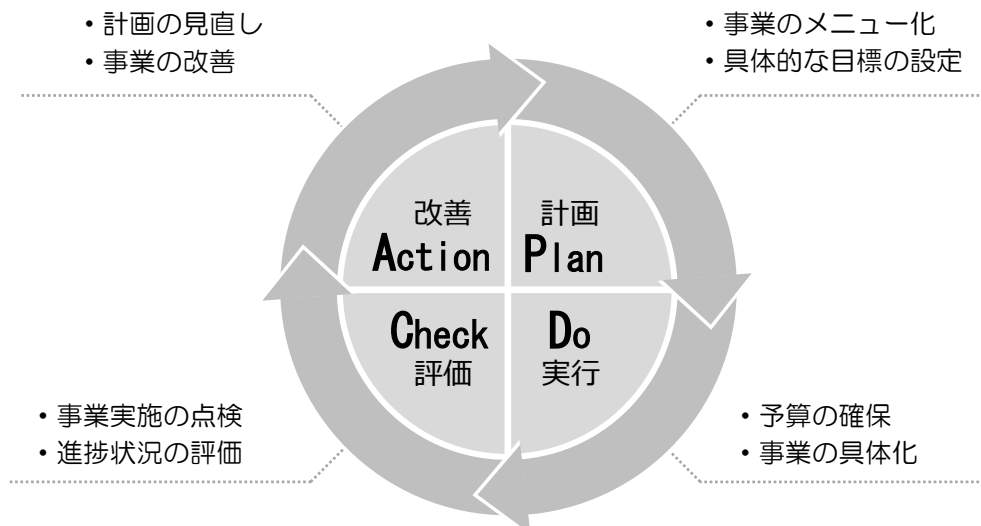 ・計画の見直し
・事業の改善
・事業のメニュー化
・具体的な目標の設定
改善
Action
計画
Plan
Check
評価
Do
実行
・事業実施の点検
・進捗状況の評価
・予算の確保
・事業の具体化